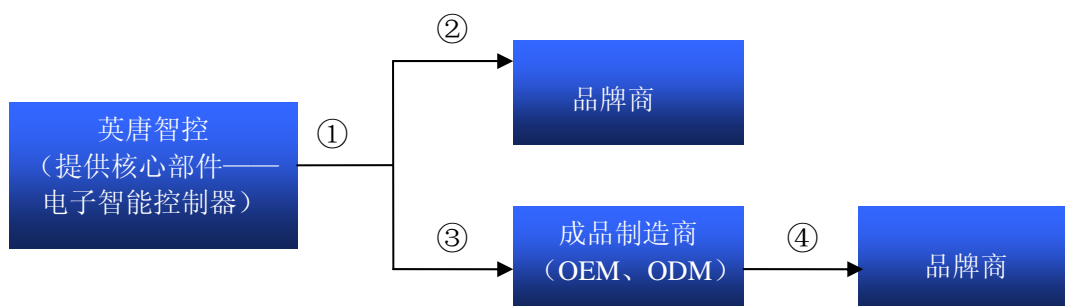 ②
品牌商
英唐智控
（提供核心部件——
电子智能控制器）
①
③
成品制造商
（OEM、ODM）
④
品牌商